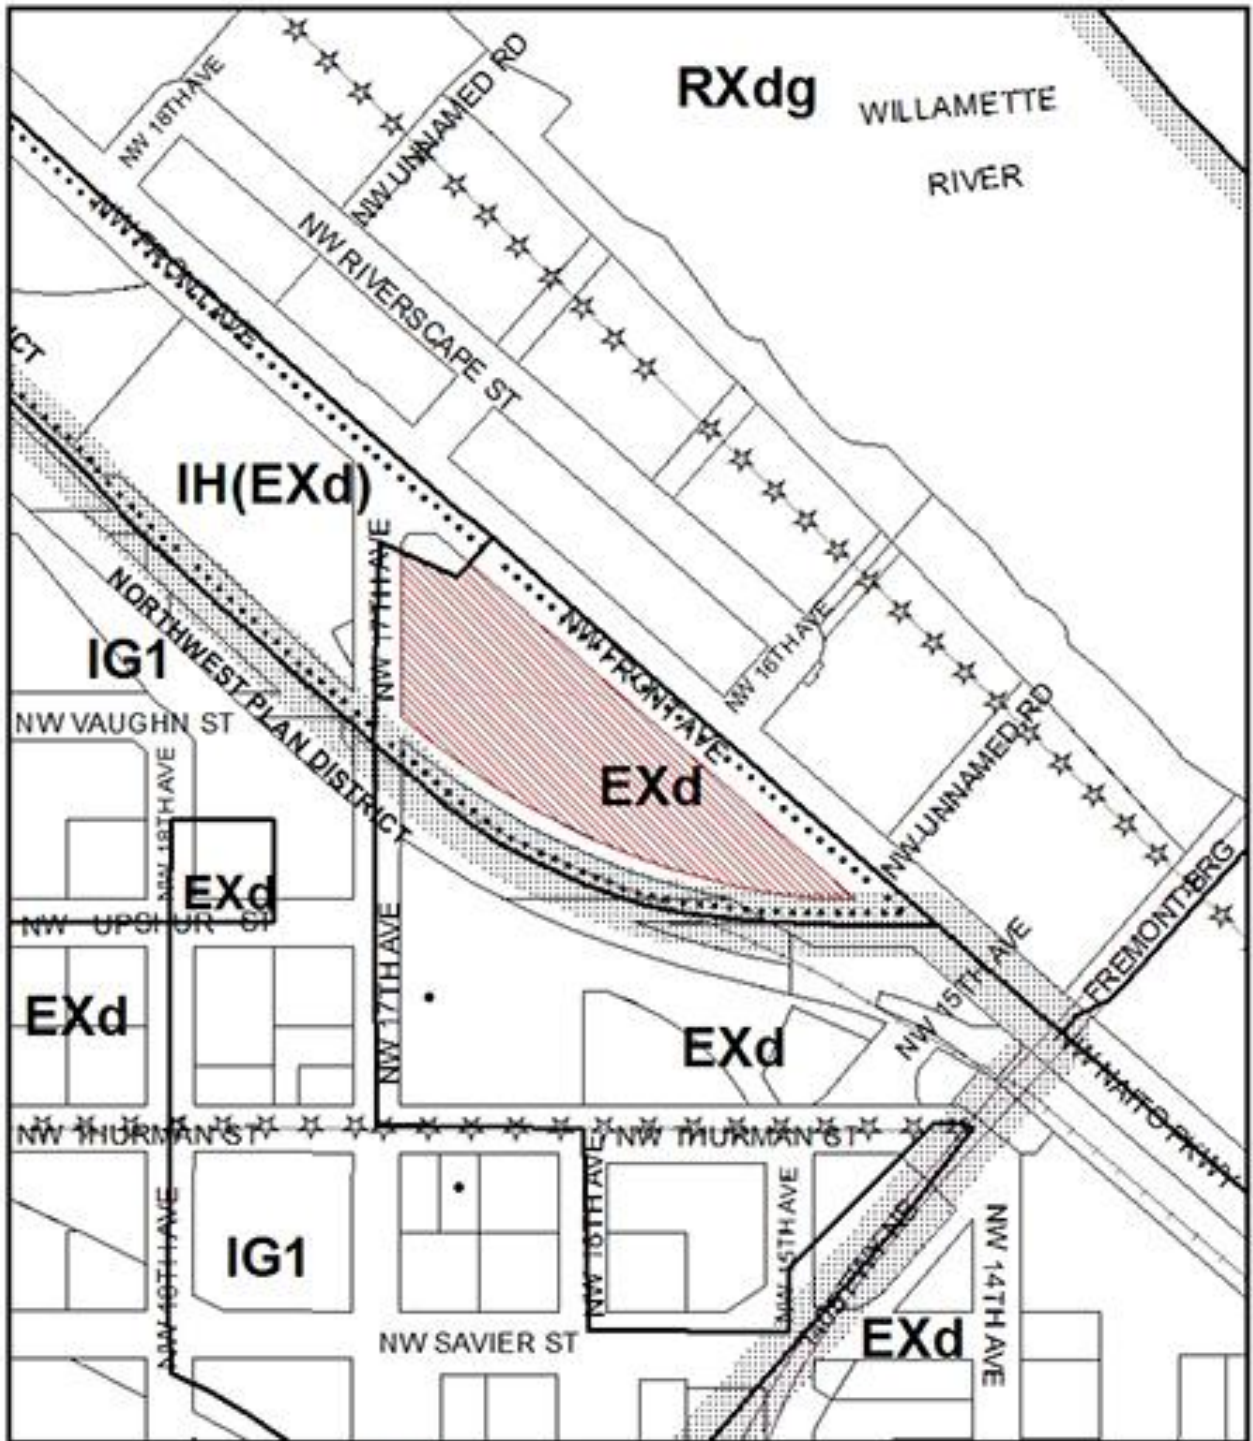 RXdg
WILLAMETTE
RIVER
NW 18TH AVE
NW UNNAMED RD
NW FRONT AVE
NW RIVERSCAPE ST
ICT
IH(EXd)
NW 17TH AVE
NORTHWEST PLAN DISTRICT
IG1
NW VAUGHN ST
NW FRONT AVE
NW 16TH AVE
EXd
NW UNNAMED RD
FREMONT BRG
NW 18TH AVE
EXd
NW UPSHUR ST
NW 17TH AVE
EXd
EXd
NW 15TH AVE
NW NAITO PKWY
NW THURMAN ST
NW THURMAN ST
NW 16TH AVE
NW 15TH AVE
IG1
NW 14TH AVE
NW SAVIER ST
EXd